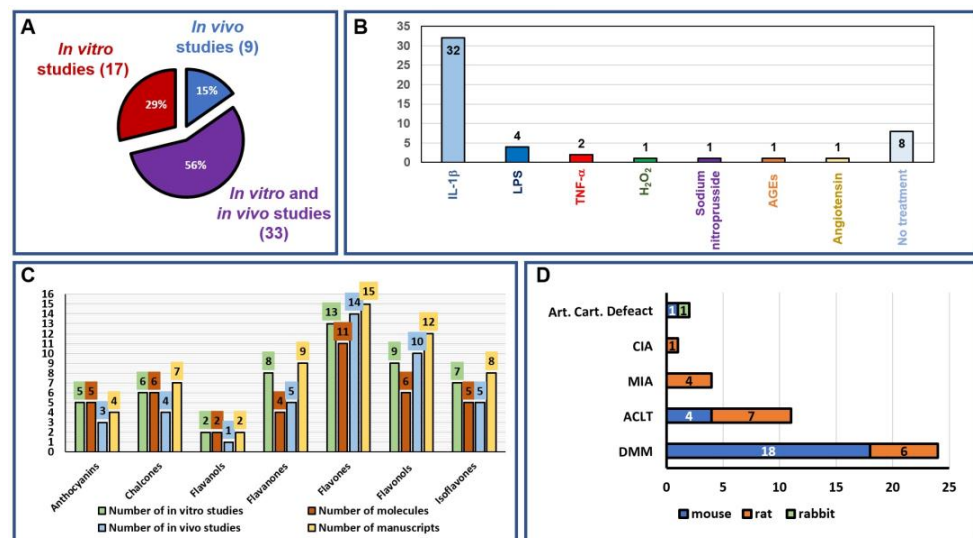 A
In vivo
studies (9)
In vitro
studies (17)
15%
29%
56%
In vitro and
in vivo studies
(33)
B
35
30
25
20
15
10
5
0
32
4
2
1
1
1
1
8
IL-1β
LPS
TNF-α
H₂O₂
Sodium
nitroprusside
AGEs
Angiotensin
No treatment
C
16
15
14
13
12
11
10
9
8
7
6
5
4
3
2
1
0
5 5 3 4
6 6 4 7
2 2 1 2
8 4 5 9
13 11 14 15
9 6 10 12
7 5 5 8
Anthocyanins
Chalcones
Flavanols
Flavanones
Flavones
Flavonols
Isoflavones
Number of in vitro studies
Number of molecules
Number of in vivo studies
Number of manuscripts
D
Art. Cart. Defeact
1 1
CIA
1
MIA
4
ACLT
4 7
DMM
18 6
0 5 10 15 20 25
mouse rat rabbit